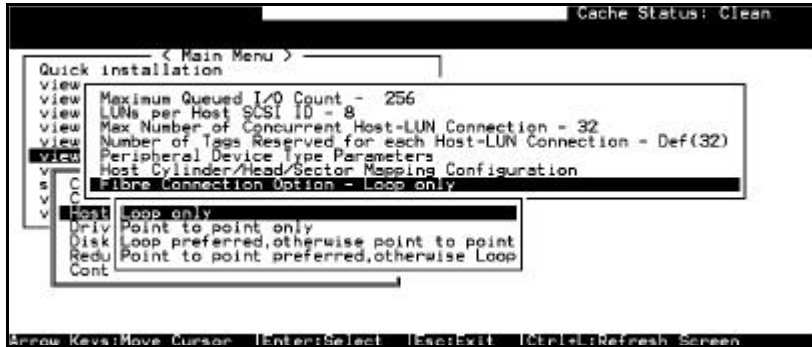 Cache Status: Clean
< Main Menu >
Quick installation
view
view
view
view
view
v
s
v
v
Maximum Queued I/O Count - 256
LUNs per Host SCSI ID - 8
Max Number of Concurrent Host-LUN Connection - 32
Number of Tags Reserved for each Host-LUN Connection - Def(32)
Peripheral Device Type Parameters
Host Cylinder/Head/Sector Mapping Configuration
Fibre Connection Option - Loop only
C
C
Host
Driv
Disk
Redu
Cont
Loop only
Point to point only
Loop preferred,otherwise point to point
Point to point preferred,otherwise Loop
Arrow Keys:Move Cursor |Enter:Select |Esc:Exit |Ctrl+L:Refresh Screen